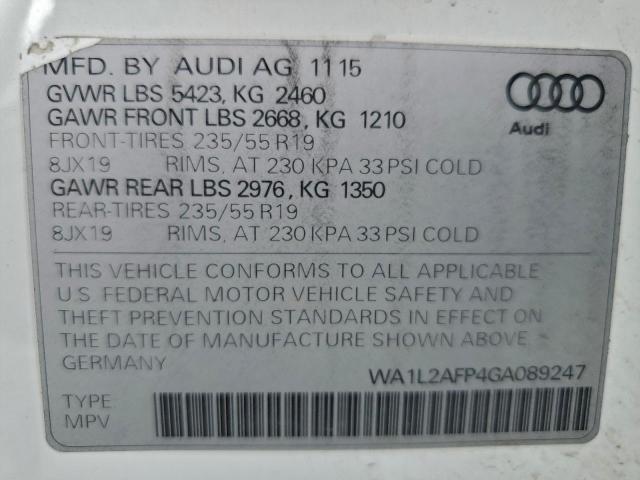 MFD. BY AUDI AG 11 15
GVWR LBS 5423, KG 2460
GAWR FRONT LBS 2668, KG 1210
FRONT-TIRES 235/55 R19
8JX19 RIMS, AT 230 KPA 33 PSI COLD
GAWR REAR LBS 2976, KG 1350
REAR-TIRES 235/55 R19
8JX19 RIMS, AT 230 KPA 33 PSI COLD
Audi
THIS VEHICLE CONFORMS TO ALL APPLICABLE
U.S. FEDERAL MOTOR VEHICLE SAFETY AND
THEFT PREVENTION STANDARDS IN EFFECT ON
THE DATE OF MANUFACTURE SHOWN ABOVE
GERMANY
WA1L2AFP4GA089247
TYPE
MPV